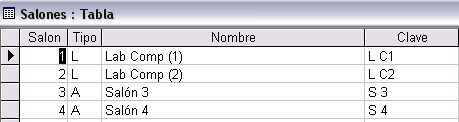 Salones : Tabla
Salon Tipo Nombre Clave
1 L Lab Comp (1) L C1
2 L Lab Comp (2) L C2
3 A Salón 3 S 3
4 A Salón 4 S 4